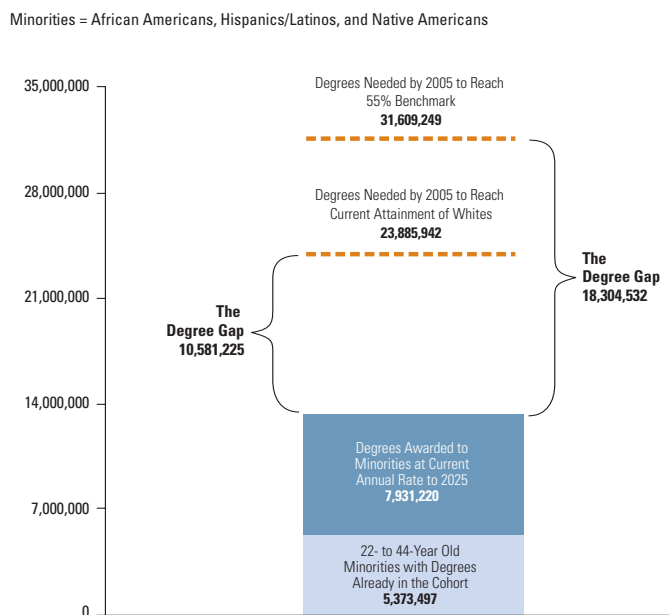 Minorities = African Americans, Hispanics/Latinos, and Native Americans
35,000,000
Degrees Needed by 2005 to Reach
55% Benchmark
31,609,249
28,000,000
Degrees Needed by 2005 to Reach
Current Attainment of Whites
23,885,942
The
Degree Gap
18,304,532
21,000,000
The
Degree Gap
10,581,225
14,000,000
Degrees Awarded to
Minorities at Current
Annual Rate to 2025
7,931,220
7,000,000
22- to 44-Year Old
Minorities with Degrees
Already in the Cohort
5,373,497
0